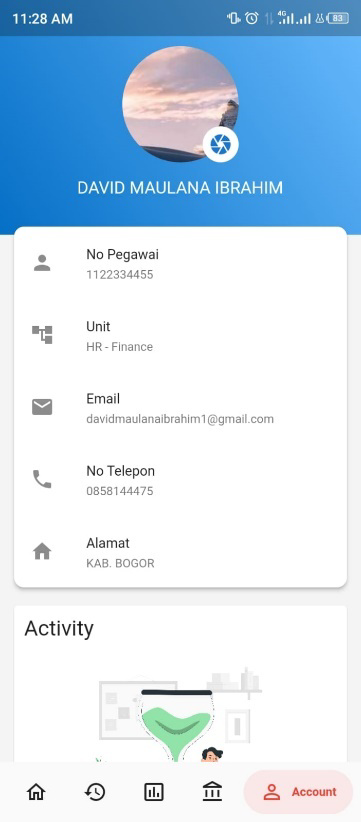 11:28 AM
4G
83
DAVID MAULANA IBRAHIM
No Pegawai
1122334455
Unit
HR - Finance
Email
davidmaulanaibrahim1@gmail.com
No Telepon
0858144475
Alamat
KAB. BOGOR
Activity
Account